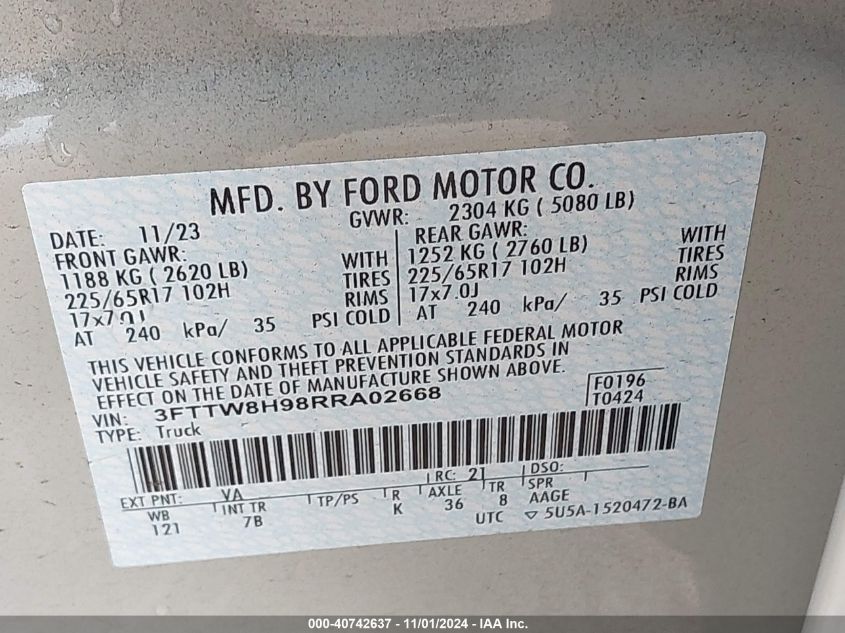 MFD. BY FORD MOTOR CO.
DATE: 11/23 GVWR: 2304 KG ( 5080 LB)
FRONT GAWR: REAR GAWR:
1188 KG ( 2620 LB) WITH 1252 KG ( 2760 LB) WITH
225/65R17 102H TIRES 225/65R17 102H TIRES
17x7.0J RIMS 17x7.0J RIMS
AT 240 kPa/ 35 PSI COLD AT 240 kPa/ 35 PSI COLD
THIS VEHICLE CONFORMS TO ALL APPLICABLE FEDERAL MOTOR
VEHICLE SAFETY AND THEFT PREVENTION STANDARDS IN
EFFECT ON THE DATE OF MANUFACTURE SHOWN ABOVE.
VIN: 3FTTW8H98RRA02668 F0196
TYPE: Truck T0424
EXT PNT: VA RC: 21 DSO:
WB INT TR TP/PS R AXLE TR SPR
121 7B K 36 8 AAGE
UTC ▽ 5U5A-1520472-BA
000-40742637 - 11/01/2024 - IAA Inc.